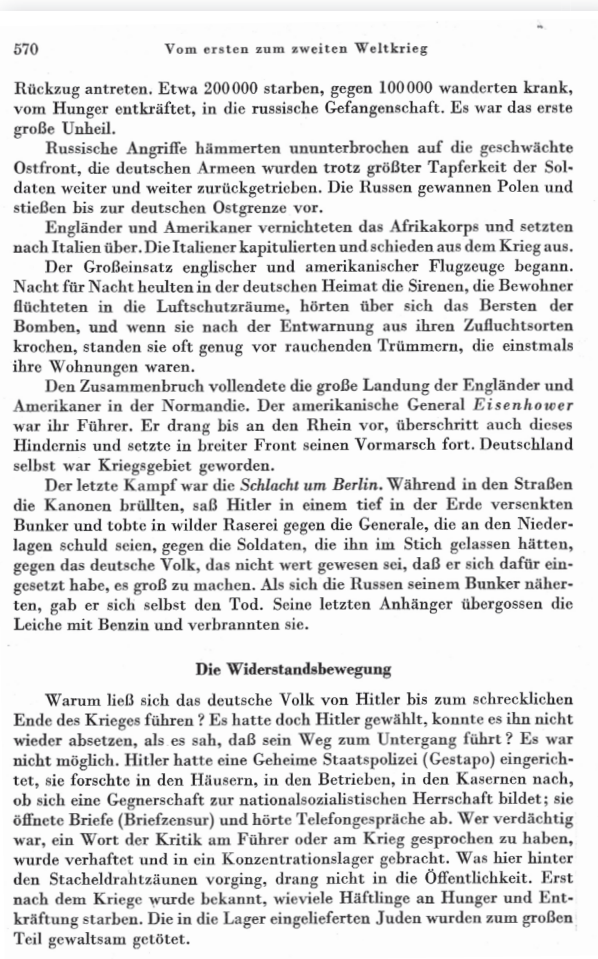 570 Vom ersten zum zweiten Weltkrieg
Rückzug antreten. Etwa 200000 starben, gegen 100000 wanderten krank,
vom Hunger entkräftet, in die russische Gefangenschaft. Es war das erste
große Unheil.
Russische Angriffe hämmerten ununterbrochen auf die geschwächte
Ostfront, die deutschen Armeen wurden trotz größter Tapferkeit der Sol-
daten weiter und weiter zurückgetrieben. Die Russen gewannen Polen und
stießen bis zur deutschen Ostgrenze vor.
Engländer und Amerikaner vernichteten das Afrikakorps und setzten
nach Italien über. Die Italiener kapitulierten und schieden aus dem Krieg aus.
Der Großeinsatz englischer und amerikanischer Flugzeuge begann.
Nacht für Nacht heulten in der deutschen Heimat die Sirenen, die Bewohner
flüchteten in die Luftschutzräume, hörten über sich das Bersten der
Bomben, und wenn sie nach der Entwarnung aus ihren Zufluchtsorten
krochen, standen sie oft genug vor rauchenden Trümmern, die einstmals
ihre Wohnungen waren.
Den Zusammenbruch vollendete die große Landung der Engländer und
Amerikaner in der Normandie. Der amerikanische General Eisenhower
war ihr Führer. Er drang bis an den Rhein vor, überschritt auch dieses
Hindernis und setzte in breiter Front seinen Vormarsch fort. Deutschland
selbst war Kriegsgebiet geworden.
Der letzte Kampf war die Schlacht um Berlin. Während in den Straßen
die Kanonen brüllten, saß Hitler in einem tief in der Erde versenkten
Bunker und tobte in wilder Raserei gegen die Generale, die an den Nieder-
lagen schuld seien, gegen die Soldaten, die ihn im Stich gelassen hätten,
gegen das deutsche Volk, das nicht wert gewesen sei, daß er sich dafür ein-
gesetzt habe, es groß zu machen. Als sich die Russen seinem Bunker näher-
ten, gab er sich selbst den Tod. Seine letzten Anhänger übergossen die
Leiche mit Benzin und verbrannten sie.
Die Widerstandsbewegung
Warum ließ sich das deutsche Volk von Hitler bis zum schrecklichen
Ende des Krieges führen? Es hatte doch Hitler gewählt, konnte es ihn nicht
wieder absetzen, als es sah, daß sein Weg zum Untergang führt? Es war
nicht möglich. Hitler hatte eine Geheime Staatspolizei (Gestapo) eingerich-
tet, sie forschte in den Häusern, in den Betrieben, in den Kasernen nach,
ob sich eine Gegnerschaft zur nationalsozialistischen Herrschaft bildet; sie
öffnete Briefe (Briefzensur) und hörte Telefongespräche ab. Wer verdächtig
war, ein Wort der Kritik am Führer oder am Krieg gesprochen zu haben,
wurde verhaftet und in ein Konzentrationslager gebracht. Was hier hinter
den Stacheldrahtzäunen vorging, drang nicht in die Öffentlichkeit. Erst
nach dem Kriege wurde bekannt, wieviele Häftlinge an Hunger und Ent-
kräftung starben. Die in die Lager eingelieferten Juden wurden zum großen
Teil gewaltsam getötet.